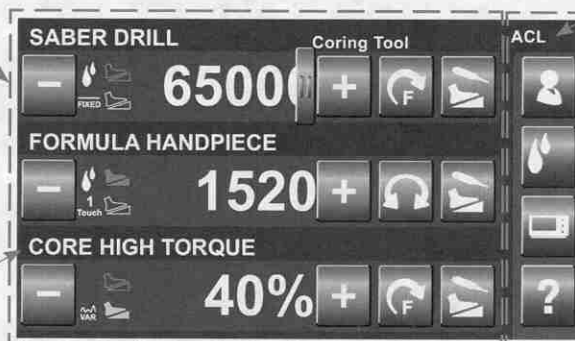 SABER DRILL Coring Tool ACL
− FIXED 65000 + F
FORMULA HANDPIECE
− 1 Touch 1520 +
CORE HIGH TORQUE
− VAR 40% + F
?